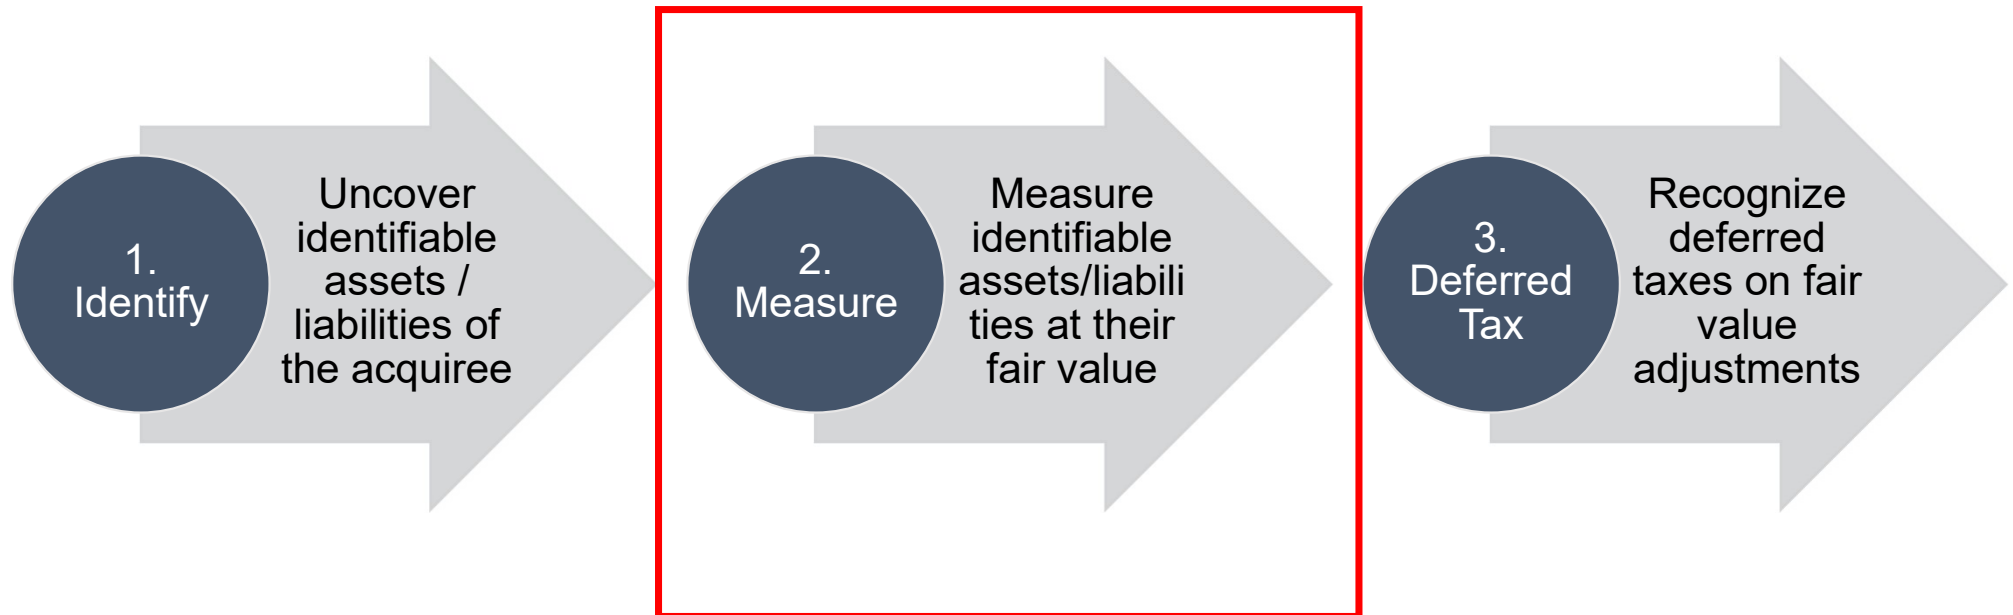 1.
Identify
Uncover
identifiable
assets /
liabilities of
the acquiree
2.
Measure
Measure
identifiable
assets/liabili
ties at their
fair value
3.
Deferred
Tax
Recognize
deferred
taxes on fair
value
adjustments